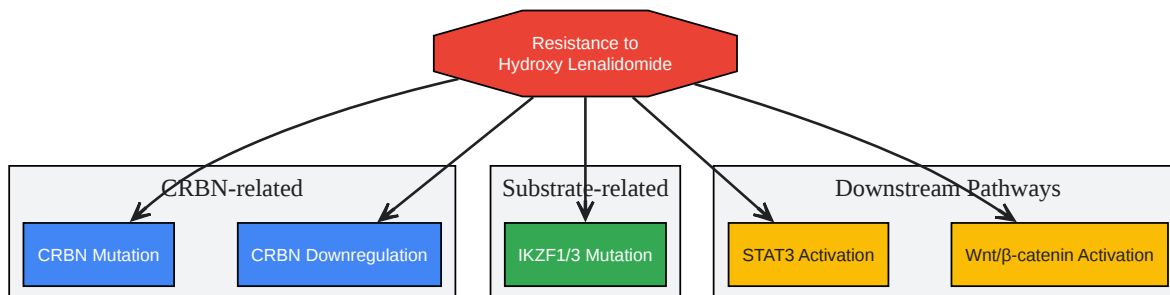 Resistance to
Hydroxy Lenalidomide
CRBN-related
Substrate-related
Downstream Pathways
CRBN Mutation
CRBN Downregulation
IKZF1/3 Mutation
STAT3 Activation
Wnt/β-catenin Activation